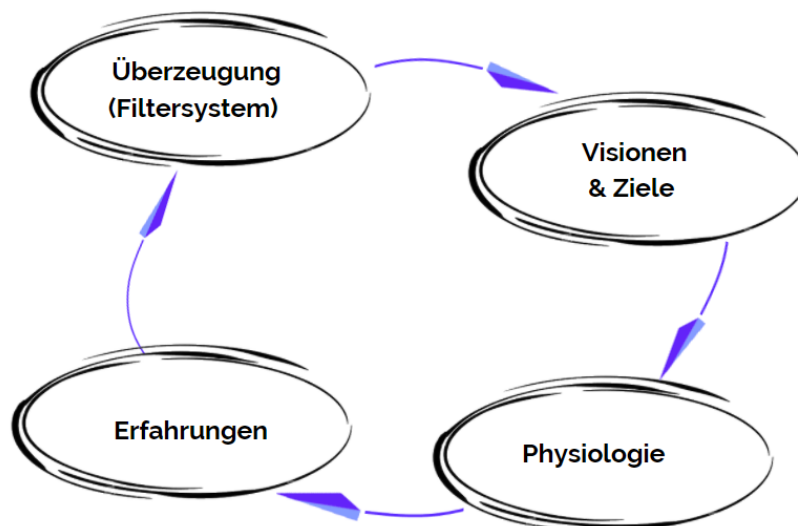 Überzeugung
(Filtersystem)
Visionen
& Ziele
Physiologie
Erfahrungen